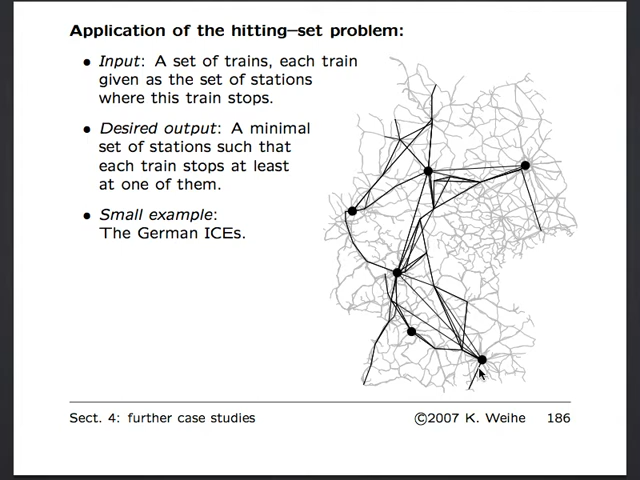 Application of the hitting–set problem:
• Input: A set of trains, each train
given as the set of stations
where this train stops.
• Desired output: A minimal
set of stations such that
each train stops at least
at one of them.
• Small example:
The German ICEs.
Sect. 4: further case studies ©2007 K. Weihe 186